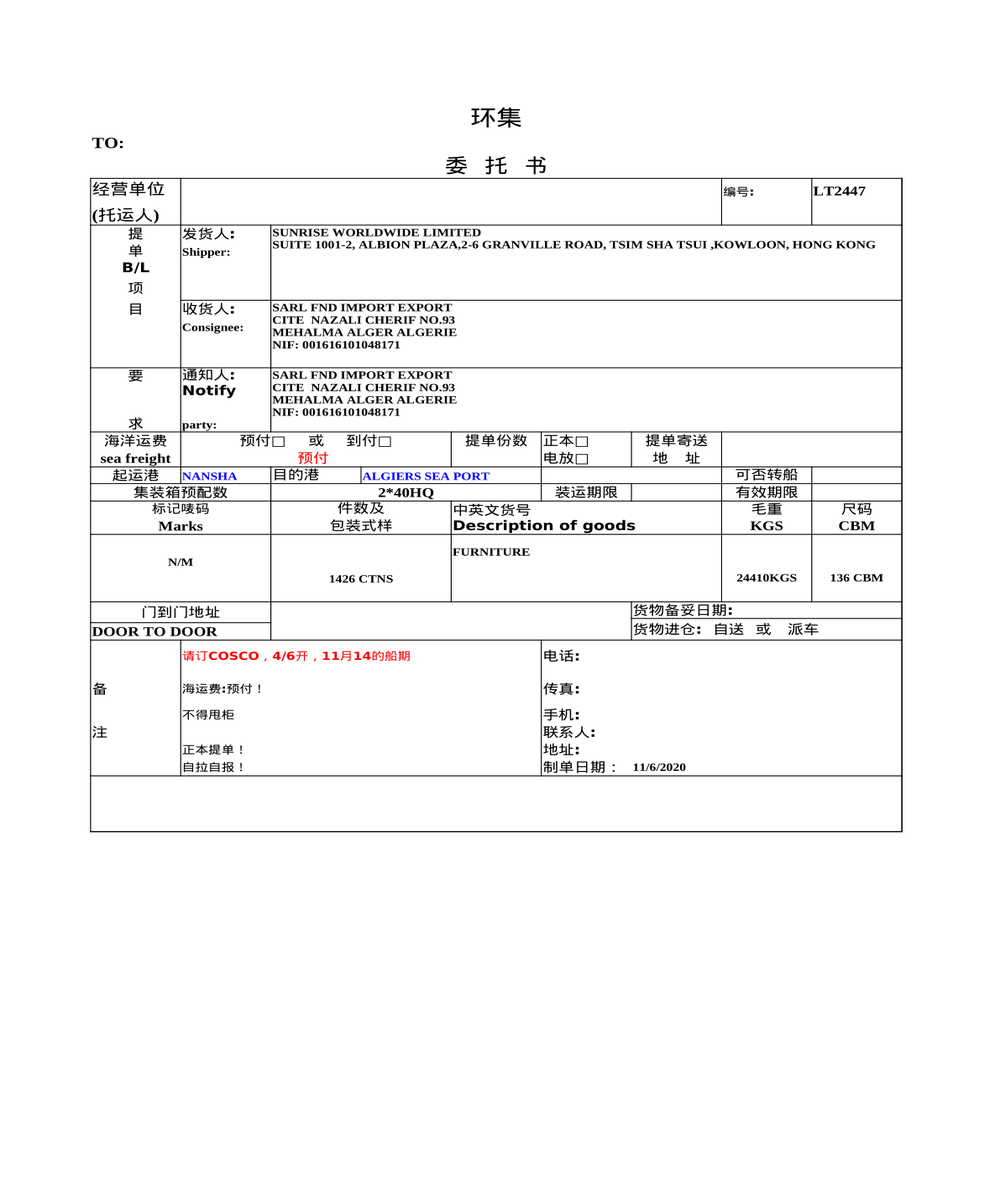 环集
TO:
委 托 书
经营单位
(托运人)
编号:
LT2447
提
单
B/L
项
目
发货人:
Shipper:
SUNRISE WORLDWIDE LIMITED
SUITE 1001-2, ALBION PLAZA,2-6 GRANVILLE ROAD, TSIM SHA TSUI ,KOWLOON, HONG KONG
收货人:
Consignee:
SARL FND IMPORT EXPORT
CITE  NAZALI CHERIF NO.93
MEHALMA ALGER ALGERIE
NIF: 001616101048171
要
求
通知人:
Notify
party:
SARL FND IMPORT EXPORT
CITE  NAZALI CHERIF NO.93
MEHALMA ALGER ALGERIE
NIF: 001616101048171
海洋运费
sea freight
预付□ 或 到付□
预付
提单份数
正本□
电放□
提单寄送
地 址
起运港 NANSHA 目的港 ALGIERS SEA PORT 可否转船
集装箱预配数 2*40HQ 装运期限 有效期限
标记唛码
Marks
件数及
包装式样
中英文货号
Description of goods
毛重
KGS
尺码
CBM
N/M
1426 CTNS
FURNITURE
24410KGS
136 CBM
门到门地址
DOOR TO DOOR
货物备妥日期:
货物进仓: 自送 或 派车
备
注
请订COSCO，4/6开，11月14的船期
海运费:预付！
不得甩柜
正本提单！
自拉自报！
电话:
传真:
手机:
联系人:
地址:
制单日期： 11/6/2020